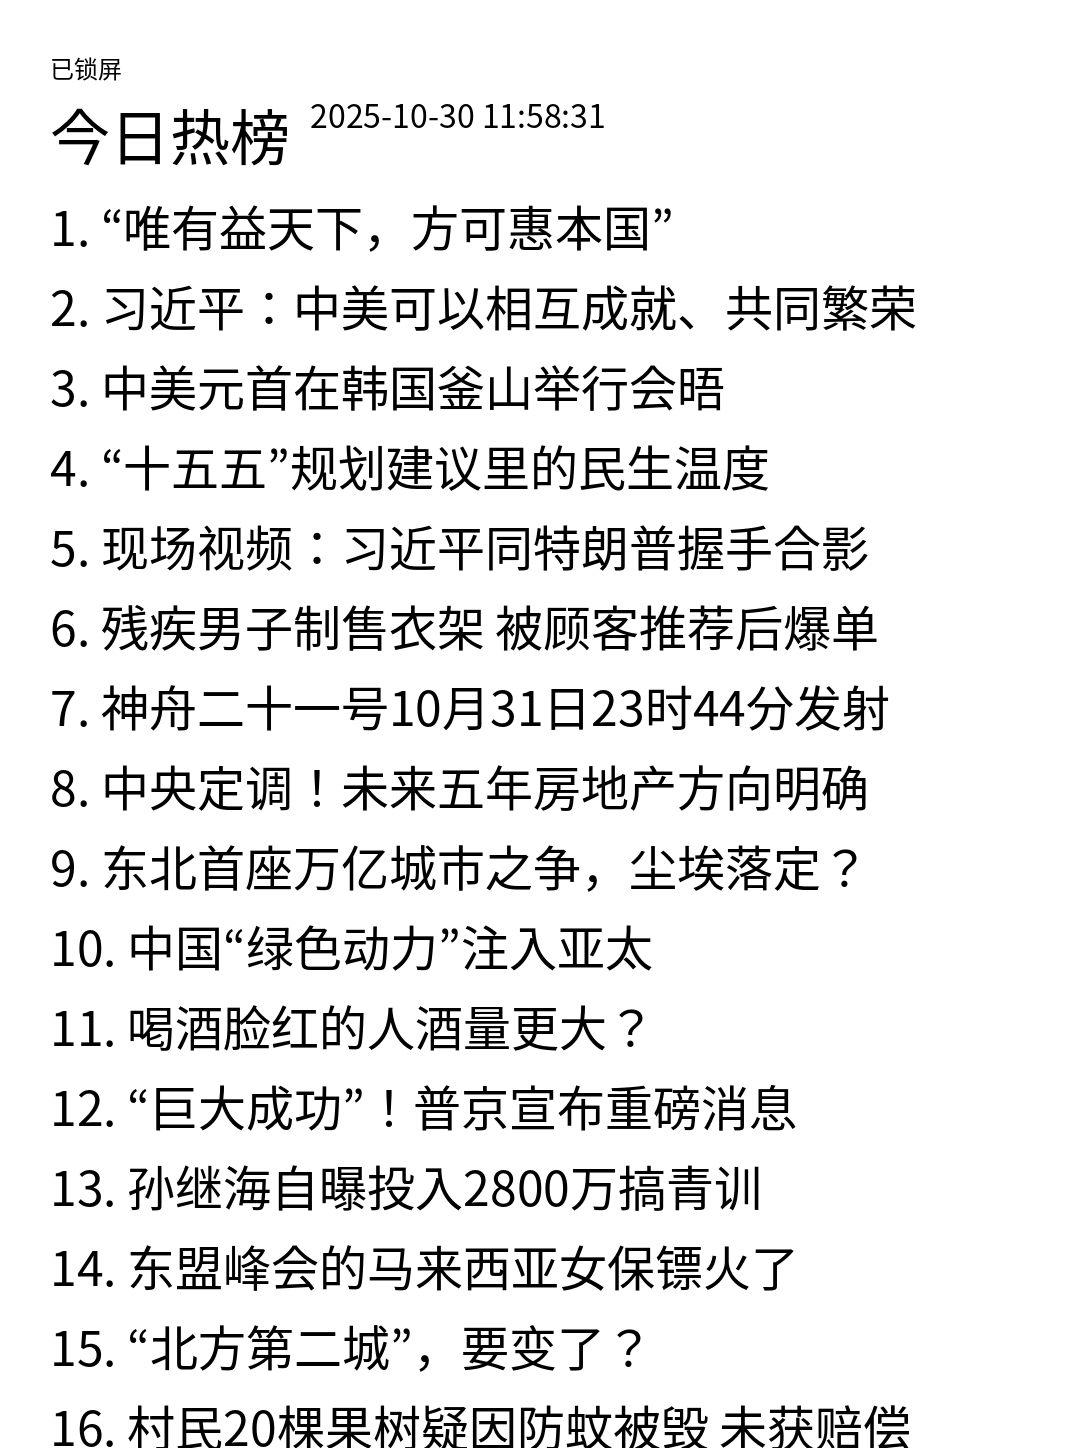 已锁屏
今日热榜 2025-10-30 11:58:31
1. “唯有益天下，方可惠本国”
2. 习近平：中美可以相互成就、共同繁荣
3. 中美元首在韩国釜山举行会晤
4. “十五五”规划建议里的民生温度
5. 现场视频：习近平同特朗普握手合影
6. 残疾男子制售衣架 被顾客推荐后爆单
7. 神舟二十一号10月31日23时44分发射
8. 中央定调！未来五年房地产方向明确
9. 东北首座万亿城市之争，尘埃落定？
10. 中国“绿色动力”注入亚太
11. 喝酒脸红的人酒量更大？
12. “巨大成功”！普京宣布重磅消息
13. 孙继海自曝投入2800万搞青训
14. 东盟峰会的马来西亚女保镖火了
15. “北方第二城”，要变了？
16. 村民20棵果树疑因防蚊被毁 未获赔偿